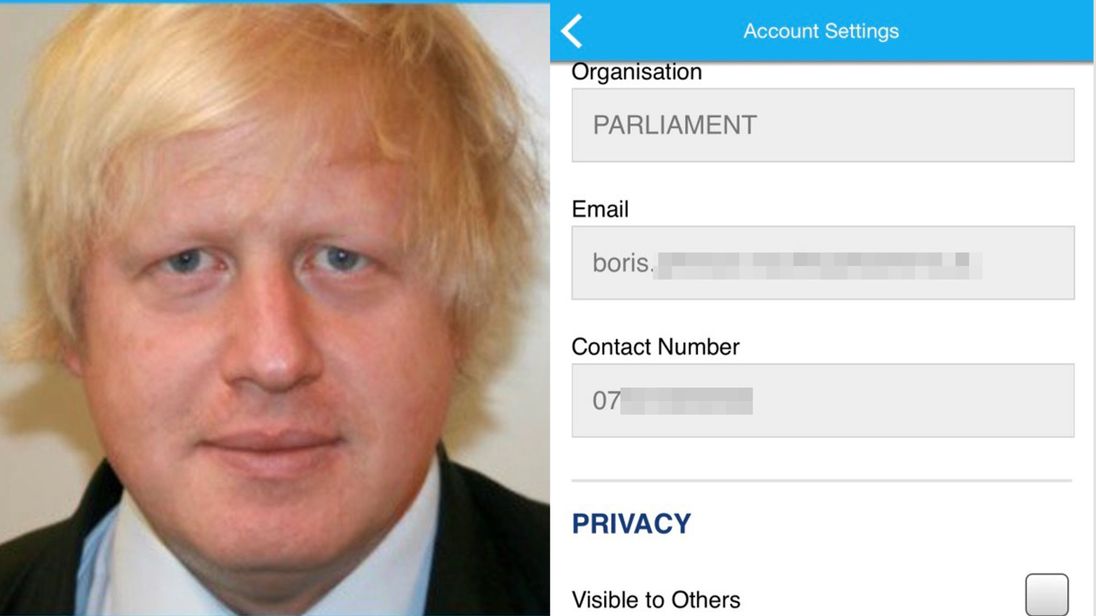 Account Settings
Organisation
PARLIAMENT
Email
boris.
Contact Number
07
PRIVACY
Visible to Others